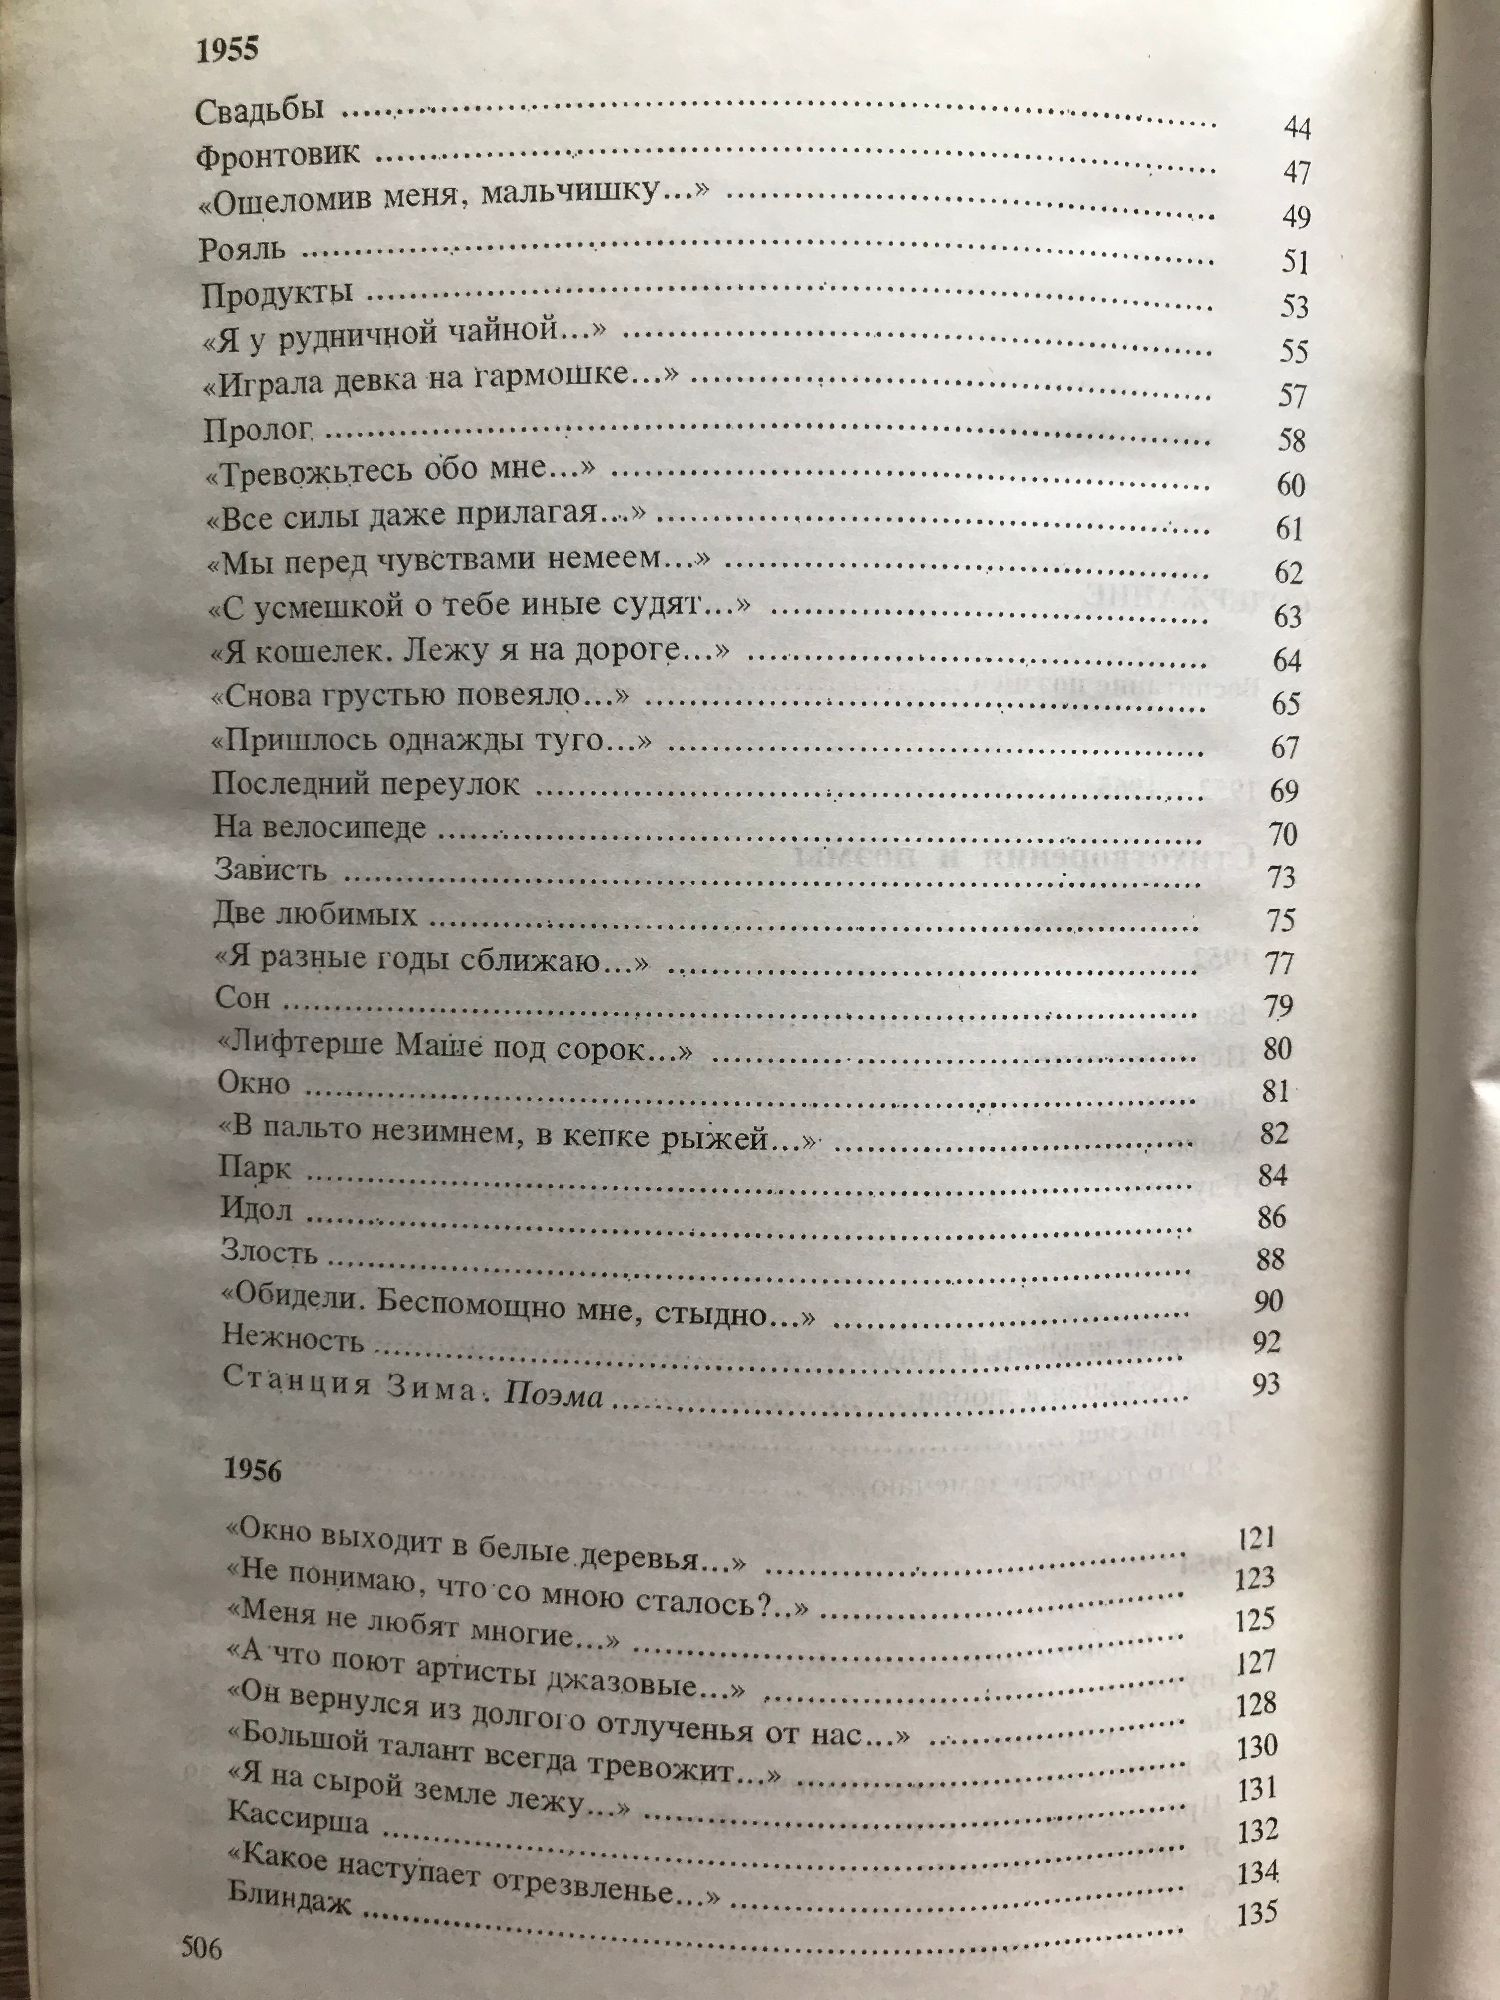 1955
Свадьбы .......... 44
Фронтовик .......... 47
«Ошеломив меня, мальчишку...» .......... 49
Рояль .......... 51
Продукты .......... 53
«Я у рудничной чайной...» .......... 55
«Играла девка на гармошке...» .......... 57
Пролог .......... 58
«Тревожьтесь обо мне...» .......... 60
«Все силы даже прилагая...» .......... 61
«Мы перед чувствами немеем...» .......... 62
«С усмешкой о тебе иные судят...» .......... 63
«Я кошелек. Лежу я на дороге...» .......... 64
«Снова грустью повеяло...» .......... 65
«Пришлось однажды туго...» .......... 67
Последний переулок .......... 69
На велосипеде .......... 70
Зависть .......... 73
Две любимых .......... 75
«Я разные годы сближаю...» .......... 77
Сон .......... 79
«Лифтерше Маше под сорок...» .......... 80
Окно .......... 81
«В пальто незимнем, в кепке рыжей...» .......... 82
Парк .......... 84
Идол .......... 86
Злость .......... 88
«Обидели. Беспомощно мне, стыдно...» .......... 90
Нежность .......... 92
Станция Зима. Поэма .......... 93
1956
«Окно выходит в белые деревья...» .......... 121
«Не понимаю, что со мною сталось?..» .......... 123
«Меня не любят многие...» .......... 125
«А что поют артисты джазовые...» .......... 127
«Он вернулся из долгого отлученья от нас...» .......... 128
«Большой талант всегда тревожит...» .......... 130
«Я на сырой земле лежу...» .......... 131
Кассирша .......... 132
«Какое наступает отрезвленье...» .......... 134
Блиндаж .......... 135
506